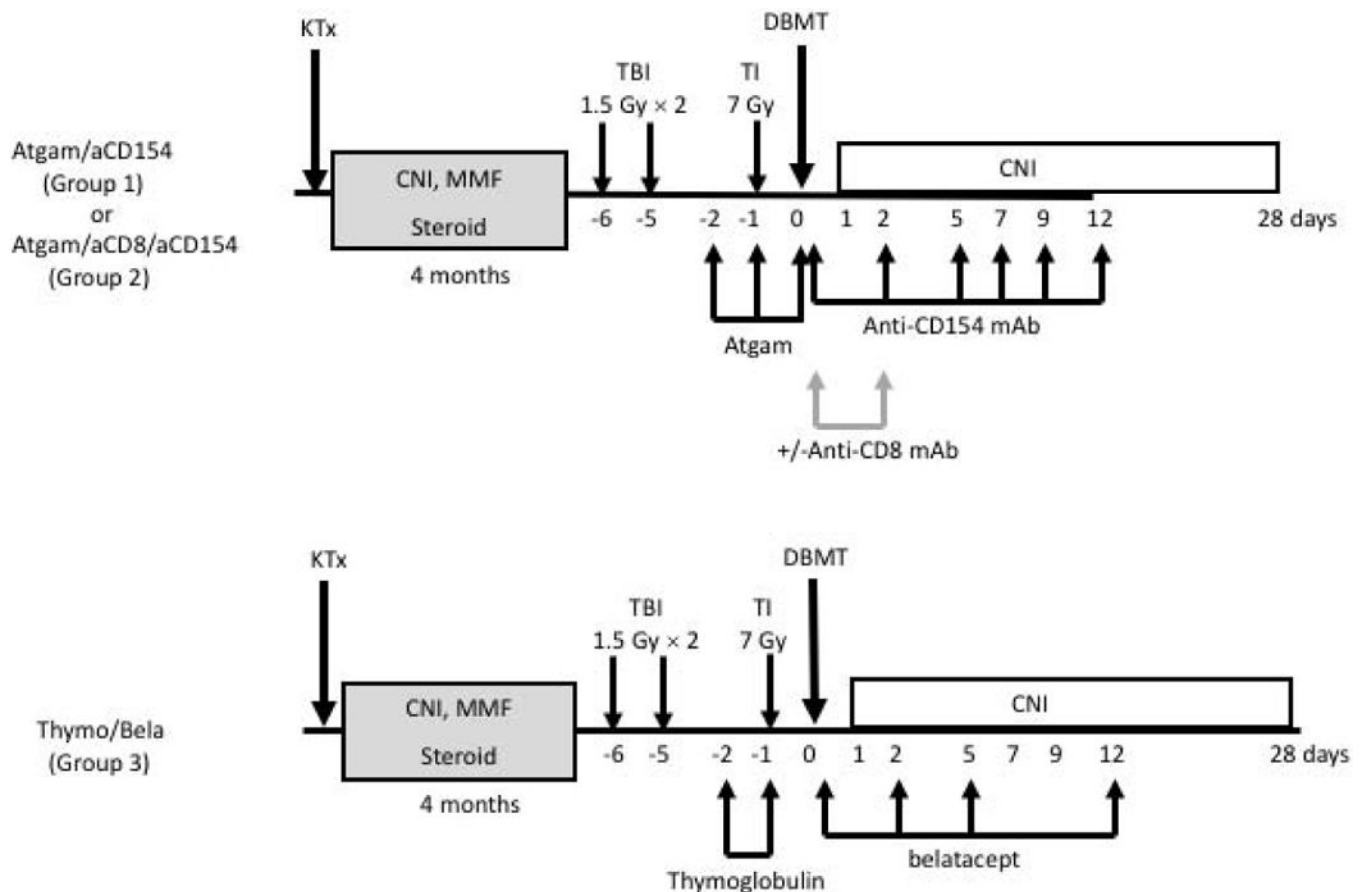 KTx
DBMT
TBI
TI
1.5 Gy × 2
7 Gy
Atgam/aCD154
(Group 1)
or
Atgam/aCD8/aCD154
(Group 2)
CNI, MMF
Steroid
CNI
-6 -5 -2 -1 0 1 2 5 7 9 12 28 days
4 months
Atgam
Anti-CD154 mAb
+/-Anti-CD8 mAb
KTx
DBMT
TBI
TI
1.5 Gy × 2
7 Gy
Thymo/Bela
(Group 3)
CNI, MMF
Steroid
CNI
-6 -5 -2 -1 0 1 2 5 7 9 12 28 days
4 months
belatacept
Thymoglobulin